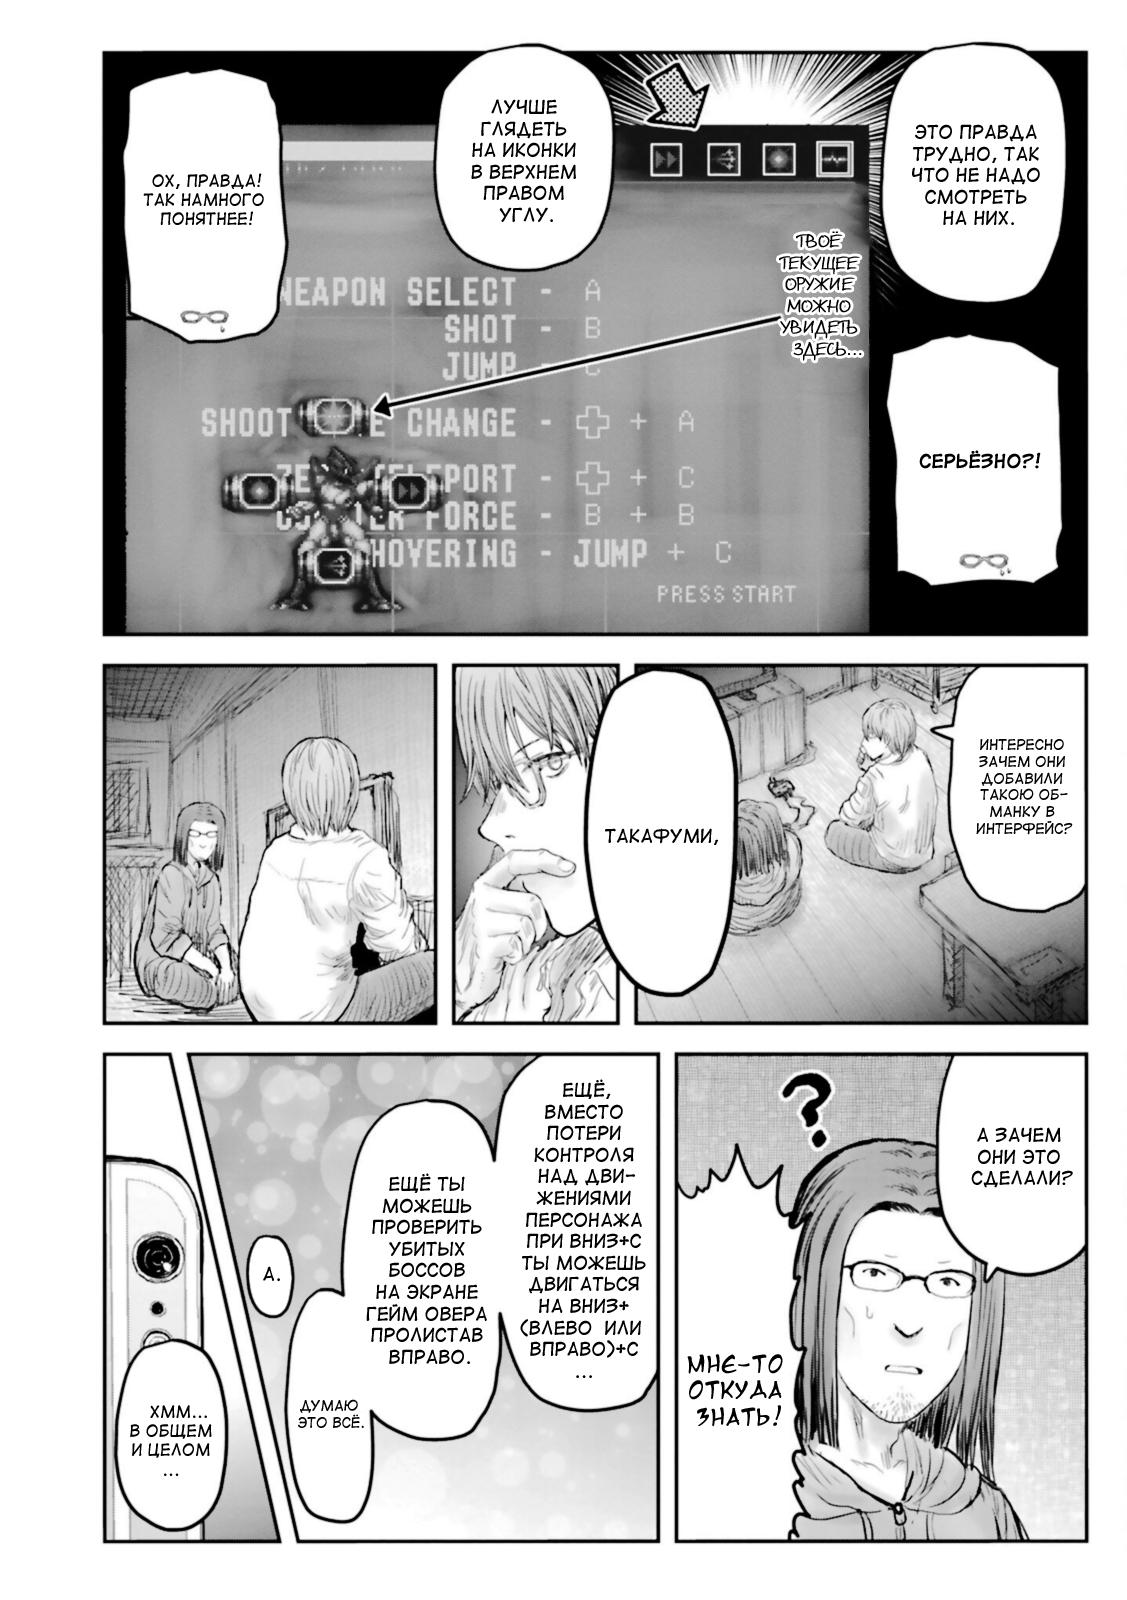 ЭТО ПРАВДА
ТРУДНО, ТАК
ЧТО НЕ НАДО
СМОТРЕТЬ
НА НИХ.
ЛУЧШЕ
ГЛЯДЕТЬ
НА ИКОНКИ
В ВЕРХНЕМ
ПРАВОМ
УГЛУ.
ОХ, ПРАВДА!
ТАК НАМНОГО
ПОНЯТНЕЕ!
ТВОЁ
ТЕКУЩЕЕ
ОРУЖИЕ
МОЖНО
УВИДЕТЬ
ЗДЕСЬ...
СЕРЬЁЗНО?!
WEAPON SELECT - A
SHOT - B
JUMP - C
SHOOT CHANGE - + A
- + C
FORCE - B + B
HOVERING - JUMP + C
PRESS START
ИНТЕРЕСНО
ЗАЧЕМ ОНИ
ДОБАВИЛИ
ТАКОЮ ОБ-
МАНКУ В
ИНТЕРФЕЙС?
ТАКАФУМИ,
А ЗАЧЕМ
ОНИ ЭТО
СДЕЛАЛИ?
?
МНЕ-ТО
ОТКУДА
ЗНАТЬ!
ЕЩЁ,
ВМЕСТО
ПОТЕРИ
КОНТРОЛЯ
НАД ДВИ-
ЖЕНИЯМИ
ПЕРСОНАЖА
ПРИ ВНИЗ+С
ТЫ МОЖЕШЬ
ДВИГАТЬСЯ
НА ВНИЗ+
(ВЛЕВО ИЛИ
ВПРАВО)+С
...
ЕЩЁ ТЫ
МОЖЕШЬ
ПРОВЕРИТЬ
УБИТЫХ
БОССОВ
НА ЭКРАНЕ
ГЕЙМ ОВЕРА
ПРОЛИСТАВ
ВПРАВО.
А.
ДУМАЮ
ЭТО ВСЁ.
ХММ...
В ОБЩЕМ
И ЦЕЛОМ
...